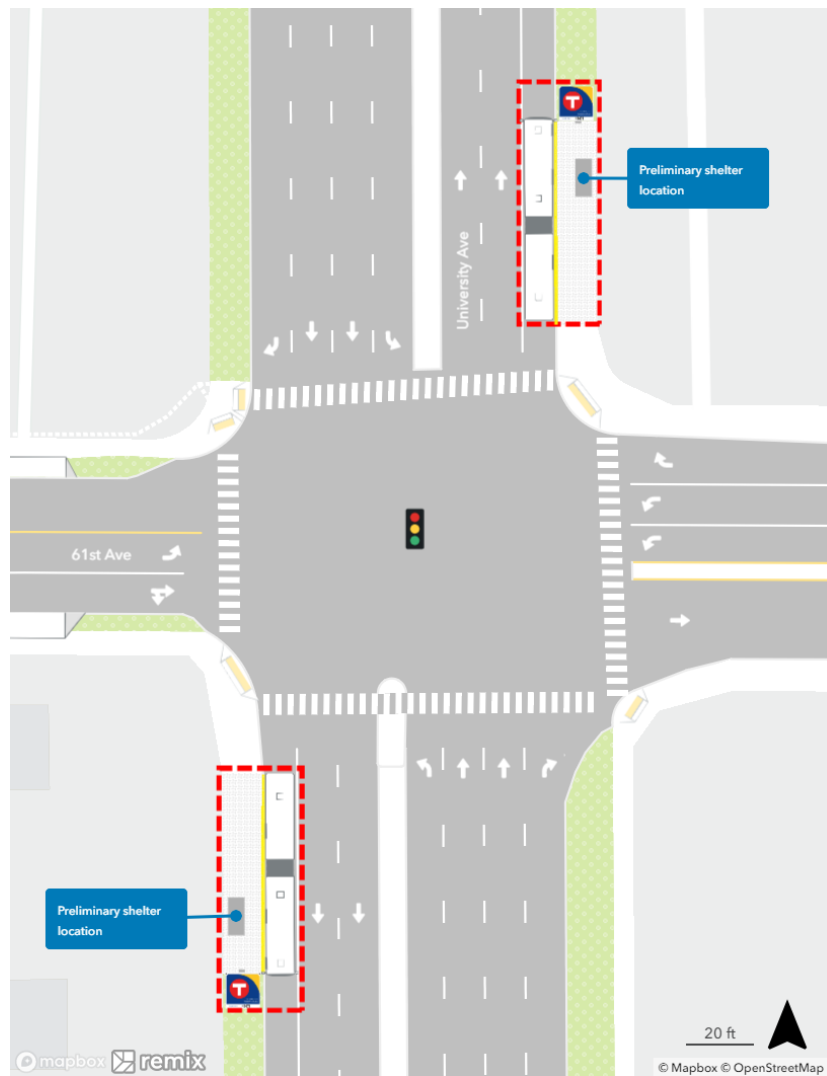 T
Preliminary shelter
location
University Ave
61st Ave
Preliminary shelter
location
T
20 ft
mapbox remix
© Mapbox © OpenStreetMap